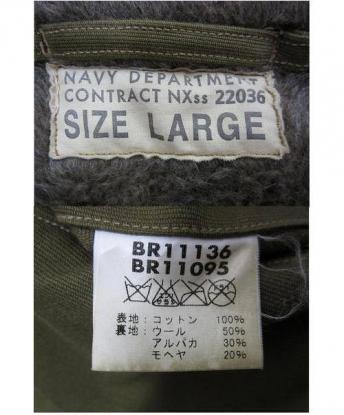 NAVY DEPARTMENT
CONTRACT NXss 22036
SIZE LARGE
BR11136
BR11095
表地：コットン 100%
裏地：ウール 50%
アルパカ 30%
モヘヤ 20%